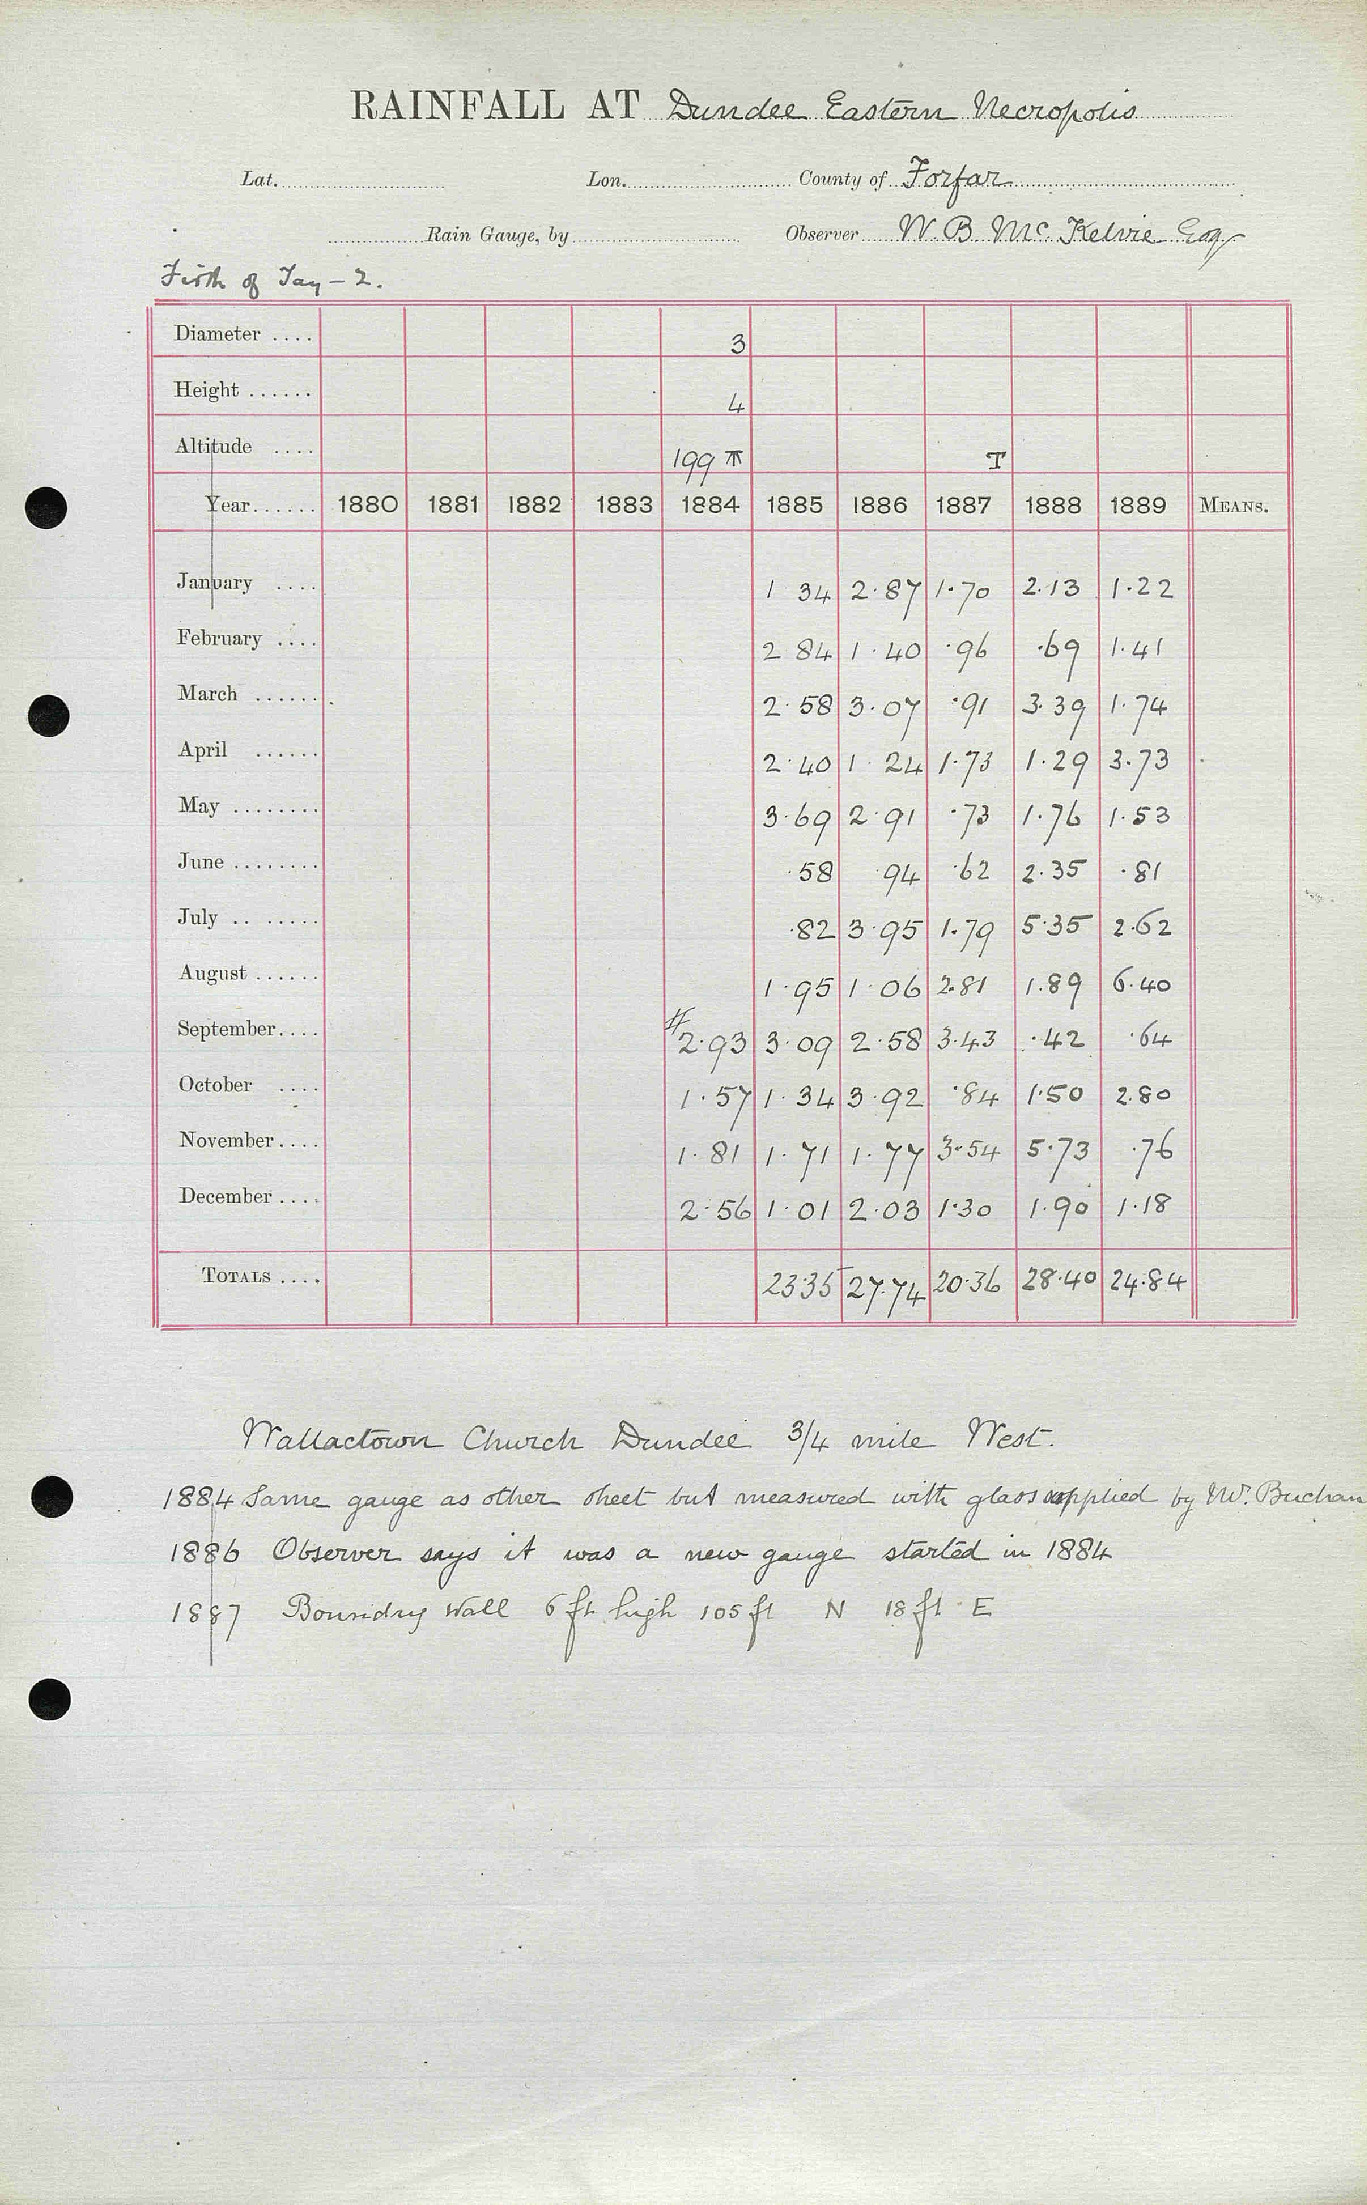 RAINFALL AT Dundee Eastern Necropolis
Lat. Lon. County of Forfar
Rain Gauge, by Observer W. B. Mc. Kelvie Esq
Firth of Tay - 2.
Diameter .... 3
Height ...... 4
Altitude .... 199 T T
Year...... 1880 1881 1882 1883 1884 1885 1886 1887 1888 1889 MEANS.
January .... 1 34 2.87 1.70 2.13 1.22
February .... 2 84 1.40 .96 .69 1.41
March ...... 2.58 3.07 .91 3.39 1.74
April ...... 2.40 1 24 1.73 1.29 3.73
May ........ 3.69 2.91 .73 1.76 1.53
June ........ .58 .94 .62 2.35 .81
July .. ...... .82 3.95 1.79 5.35 2.62
August ...... 1.95 1.06 2.81 1.89 6.40
September.... # 2.93 3.09 2.58 3.43 .42 .64
October .... 1.57 1.34 3.92 .84 1.50 2.80
November.... 1.81 1.71 1.77 3.54 5.73 .76
December .... 2.56 1.01 2.03 1.30 1.90 1.18
TOTALS .... 23.35 27.74 20.36 28.40 24.84
Wallactown Church Dundee 3/4 mile West.
1884 Same gauge as other sheet but measured with glass supplied by Mr. Buchan
1886 Observer says it was a new gauge started in 1884
1887 Boundry Wall 6 ft high 105 ft N 18 ft E